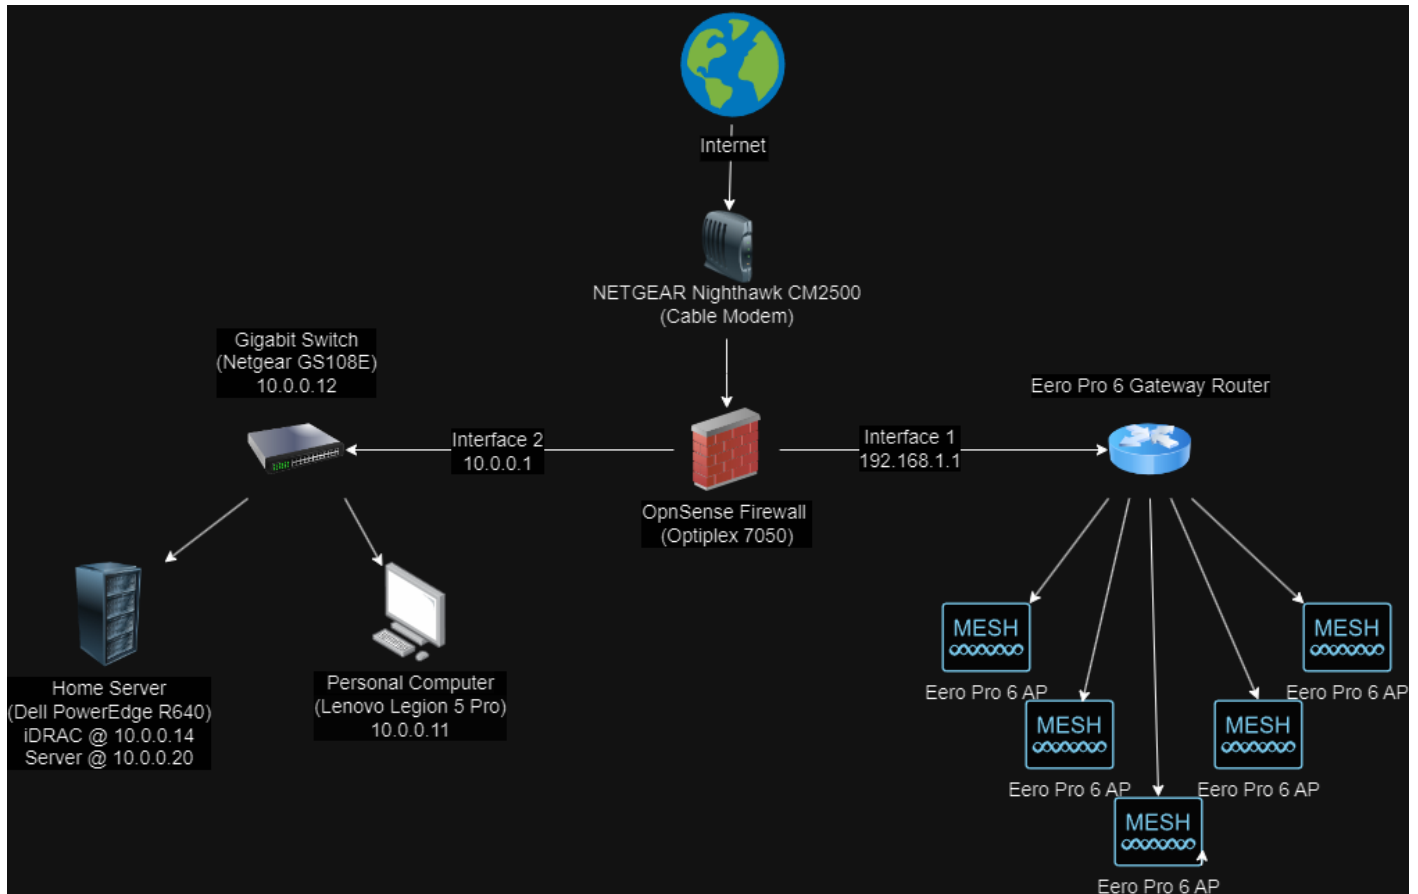 Internet
NETGEAR Nighthawk CM2500
(Cable Modem)
Gigabit Switch
(Netgear GS108E)
10.0.0.12
Eero Pro 6 Gateway Router
Interface 2
10.0.0.1
Interface 1
192.168.1.1
OpnSense Firewall
(Optiplex 7050)
Home Server
(Dell PowerEdge R640)
iDRAC @ 10.0.0.14
Server @ 10.0.0.20
Personal Computer
(Lenovo Legion 5 Pro)
10.0.0.11
MESH
Eero Pro 6 AP
MESH
Eero Pro 6 AP
MESH
Eero Pro 6 AP
MESH
Eero Pro 6 AP
MESH
Eero Pro 6 AP